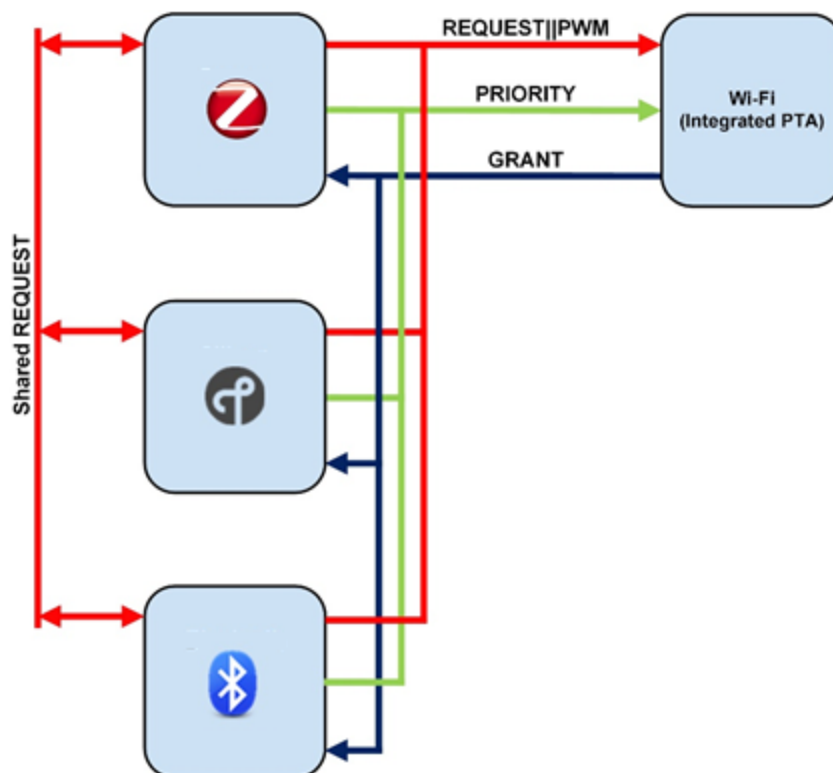 REQUEST||PWM
PRIORITY
GRANT
Wi-Fi
(Integrated PTA)
Shared REQUEST